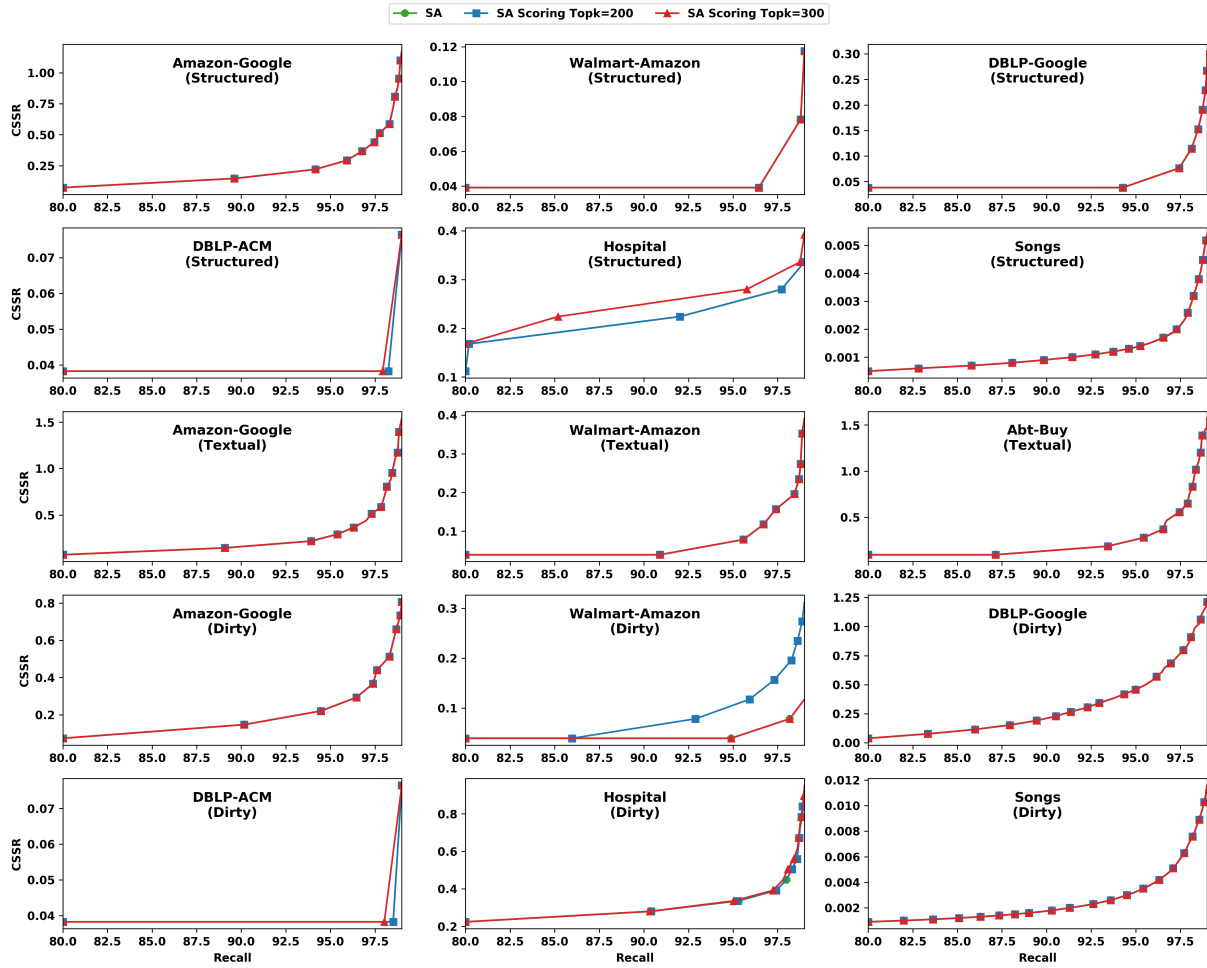 SA SA Scoring Topk=200 SA Scoring Topk=300
Amazon-Google
(Structured)
CSSR
1.00
0.75
0.50
0.25
80.0 82.5 85.0 87.5 90.0 92.5 95.0 97.5
Walmart-Amazon
(Structured)
0.12
0.10
0.08
0.06
0.04
80.0 82.5 85.0 87.5 90.0 92.5 95.0 97.5
DBLP-Google
(Structured)
0.30
0.25
0.20
0.15
0.10
0.05
80.0 82.5 85.0 87.5 90.0 92.5 95.0 97.5
DBLP-ACM
(Structured)
CSSR
0.07
0.06
0.05
0.04
80.0 82.5 85.0 87.5 90.0 92.5 95.0 97.5
Hospital
(Structured)
0.4
0.3
0.2
0.1
80.0 82.5 85.0 87.5 90.0 92.5 95.0 97.5
Songs
(Structured)
0.005
0.004
0.003
0.002
0.001
80.0 82.5 85.0 87.5 90.0 92.5 95.0 97.5
Amazon-Google
(Textual)
CSSR
1.5
1.0
0.5
80.0 82.5 85.0 87.5 90.0 92.5 95.0 97.5
Walmart-Amazon
(Textual)
0.4
0.3
0.2
0.1
80.0 82.5 85.0 87.5 90.0 92.5 95.0 97.5
Abt-Buy
(Textual)
1.5
1.0
0.5
80.0 82.5 85.0 87.5 90.0 92.5 95.0 97.5
Amazon-Google
(Dirty)
CSSR
0.8
0.6
0.4
0.2
80.0 82.5 85.0 87.5 90.0 92.5 95.0 97.5
Walmart-Amazon
(Dirty)
0.3
0.2
0.1
80.0 82.5 85.0 87.5 90.0 92.5 95.0 97.5
DBLP-Google
(Dirty)
1.25
1.00
0.75
0.50
0.25
0.00
80.0 82.5 85.0 87.5 90.0 92.5 95.0 97.5
DBLP-ACM
(Dirty)
CSSR
0.07
0.06
0.05
0.04
80.0 82.5 85.0 87.5 90.0 92.5 95.0 97.5
Recall
Hospital
(Dirty)
0.8
0.6
0.4
0.2
80.0 82.5 85.0 87.5 90.0 92.5 95.0 97.5
Recall
Songs
(Dirty)
0.012
0.010
0.008
0.006
0.004
0.002
80.0 82.5 85.0 87.5 90.0 92.5 95.0 97.5
Recall